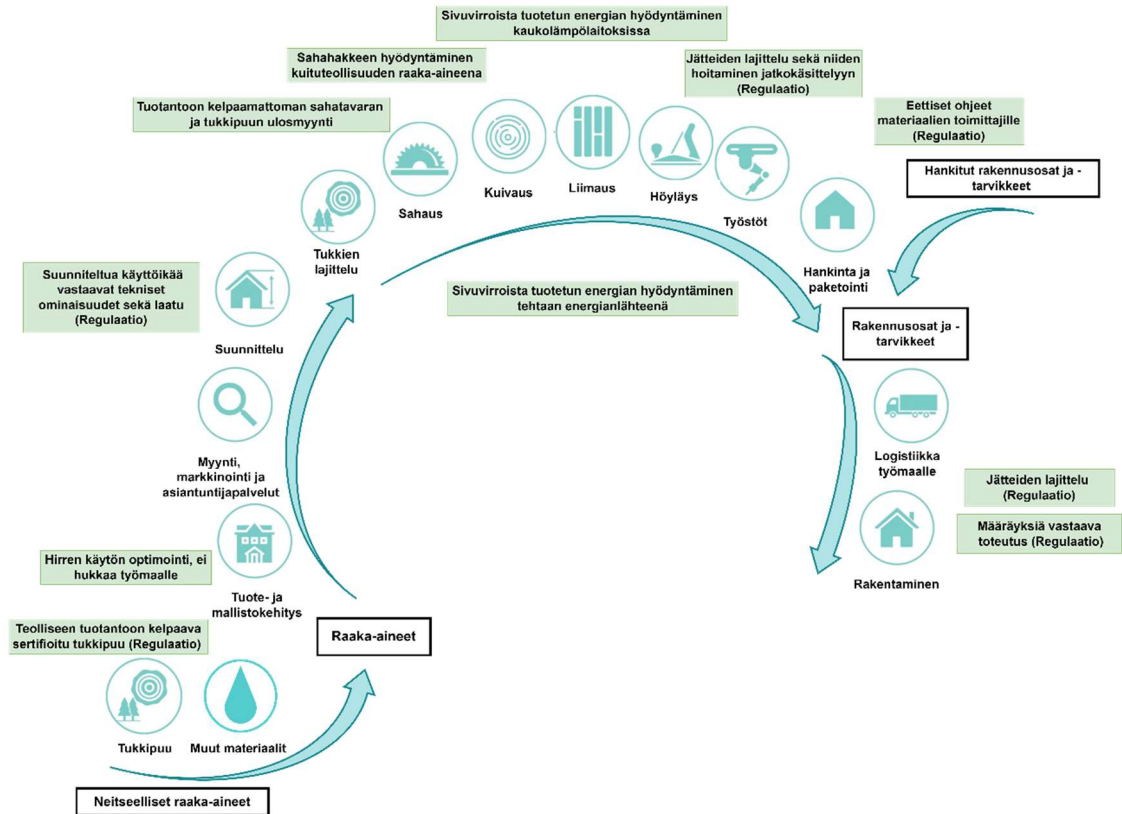 Sivuvirroista tuotetun energian hyödyntäminen
kaukolämpölaitoksissa
Sahahakkeen hyödyntäminen
kuituteollisuuden raaka-aineena
Jätteiden lajittelu sekä niiden
hoitaminen jatkokäsittelyyn
(Regulaatio)
Tuotantoon kelpaamattoman sahatavaran
ja tukkipuun ulosmyynti
Eettiset ohjeet
materiaalien toimittajille
(Regulaatio)
Hankitut rakennusosat ja -
tarvikkeet
Sahaus
Kuivaus
Liimaus
Höyläys
Työstöt
Tukkien
lajittelu
Hankinta ja
paketointi
Suunniteltua käyttöikää
vastaavat tekniset
ominaisuudet sekä laatu
(Regulaatio)
Suunnittelu
Sivuvirroista tuotetun energian hyödyntäminen
tehtaan energianlähteenä
Rakennusosat ja -
tarvikkeet
Myynti,
markkinointi ja
asiantuntijapalvelut
Logistiikka
työmaalle
Jätteiden lajittelu
(Regulaatio)
Määräyksiä vastaava
toteutus (Regulaatio)
Rakentaminen
Hirren käytön optimointi, ei
hukkaa työmaalle
Tuote- ja
mallistokehitys
Teolliseen tuotantoon kelpaava
sertifioitu tukkipuu (Regulaatio)
Raaka-aineet
Tukkipuu
Muut materiaalit
Neitseelliset raaka-aineet